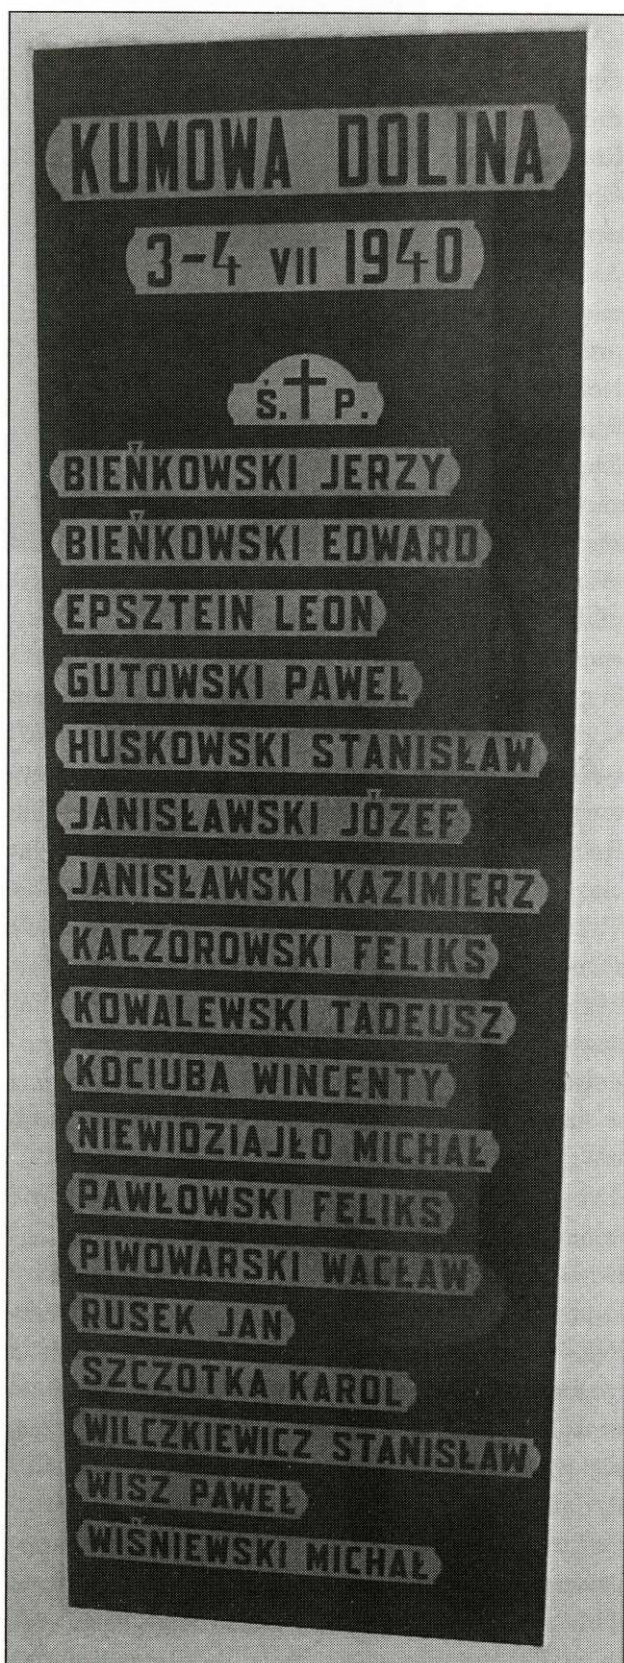 KUMOWA DOLINA
3-4 VII 1940
Ś. P.
BIEŃKOWSKI JERZY
BIEŃKOWSKI EDWARD
EPSZTEIN LEON
GUTOWSKI PAWEŁ
HUSKOWSKI STANISŁAW
JANISŁAWSKI JÓZEF
JANISŁAWSKI KAZIMIERZ
KACZOROWSKI FELIKS
KOWALEWSKI TADEUSZ
KOCIUBA WINCENTY
NIEWIDZIAJŁO MICHAŁ
PAWŁOWSKI FELIKS
PIWOWARSKI WACŁAW
RUSEK JAN
SZCZOTKA KAROL
WILCZKIEWICZ STANISŁAW
WISZ PAWEŁ
WIŚNIEWSKI MICHAŁ